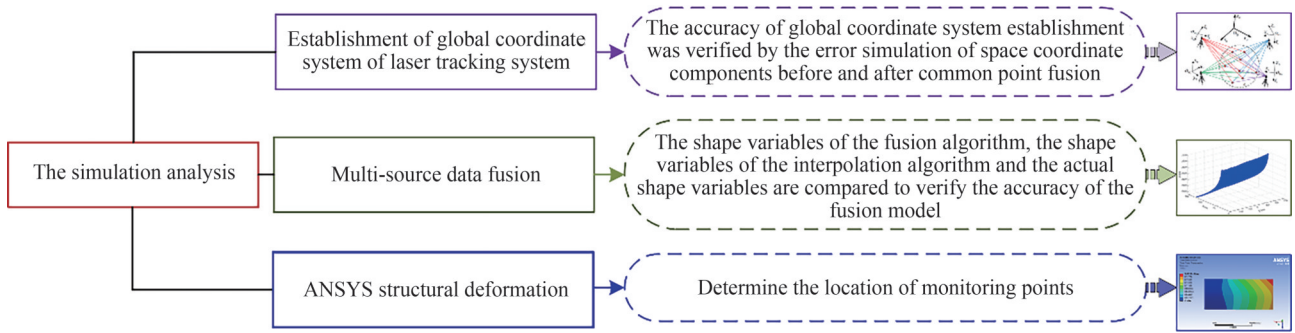 The simulation analysis
Establishment of global coordinate
system of laser tracking system
The accuracy of global coordinate system establishment
was verified by the error simulation of space coordinate
components before and after common point fusion
Multi-source data fusion
The shape variables of the fusion algorithm, the shape
variables of the interpolation algorithm and the actual
shape variables are compared to verify the accuracy of the
fusion model
ANSYS structural deformation
Determine the location of monitoring points
ANSYS